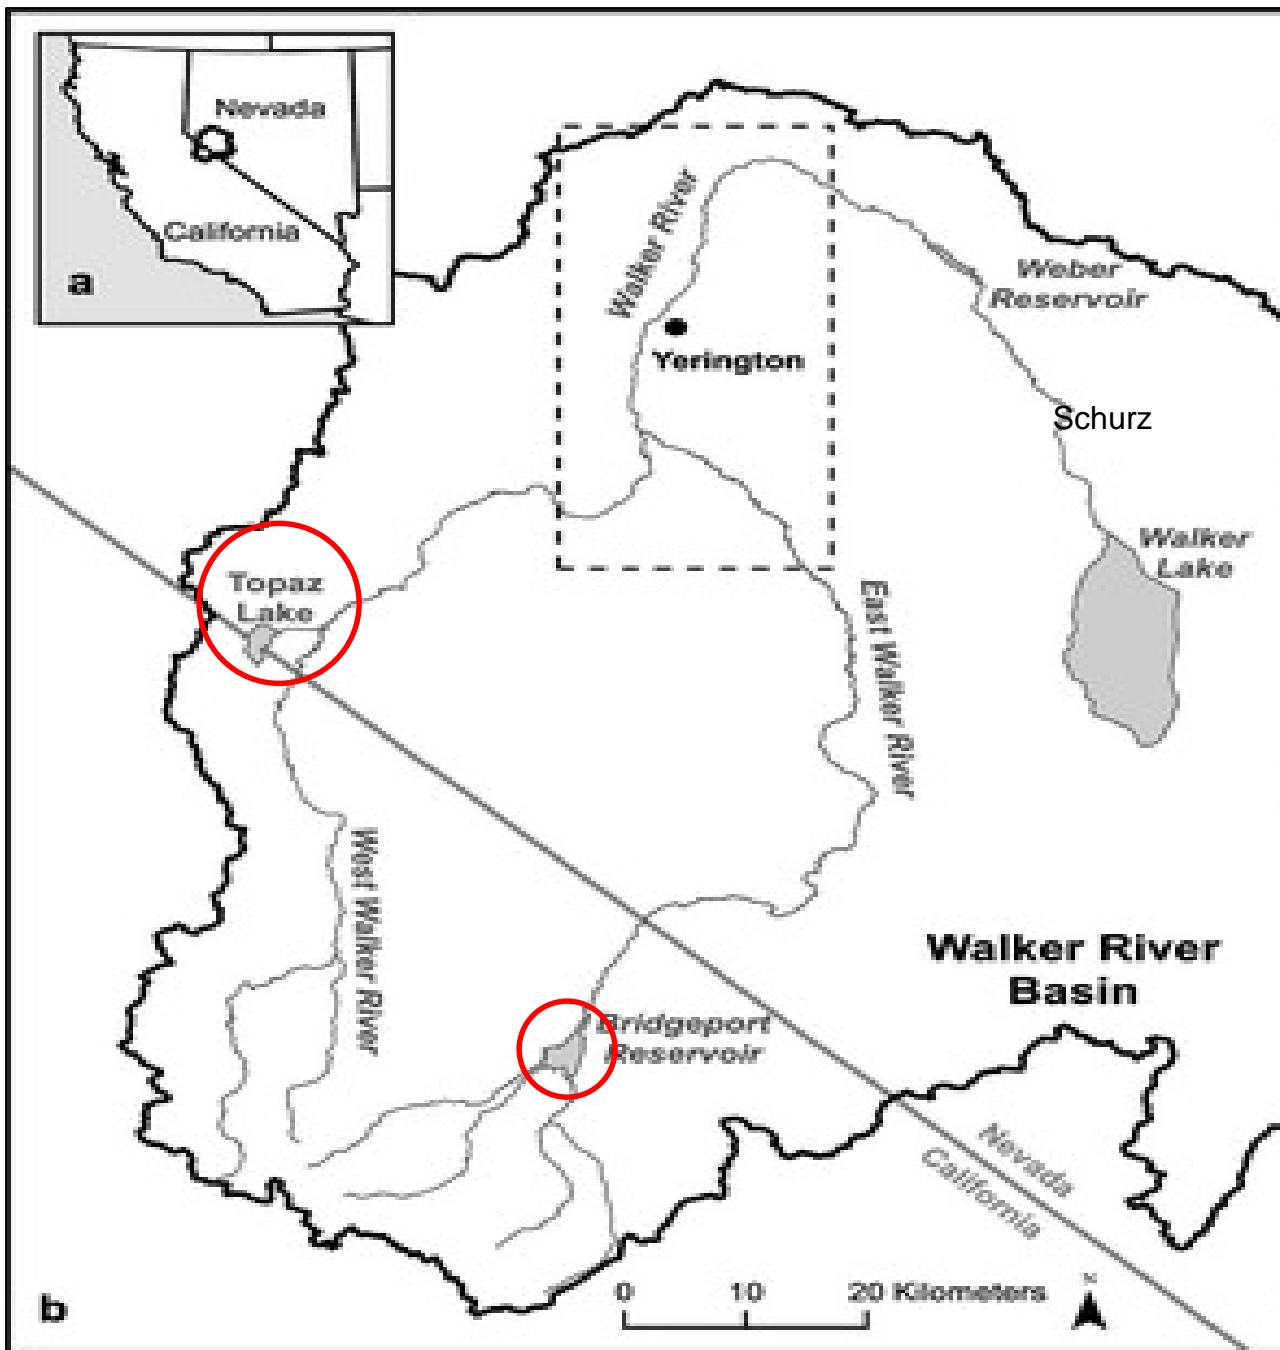 Nevada
California
a
Walker River
Weber
Reservoir
Yerington
Schurz
Walker
Lake
Topaz
Lake
East Walker River
West Walker River
Walker River
Basin
Bridgeport
Reservoir
Nevada
California
b
0 10 20 Kilometers
N